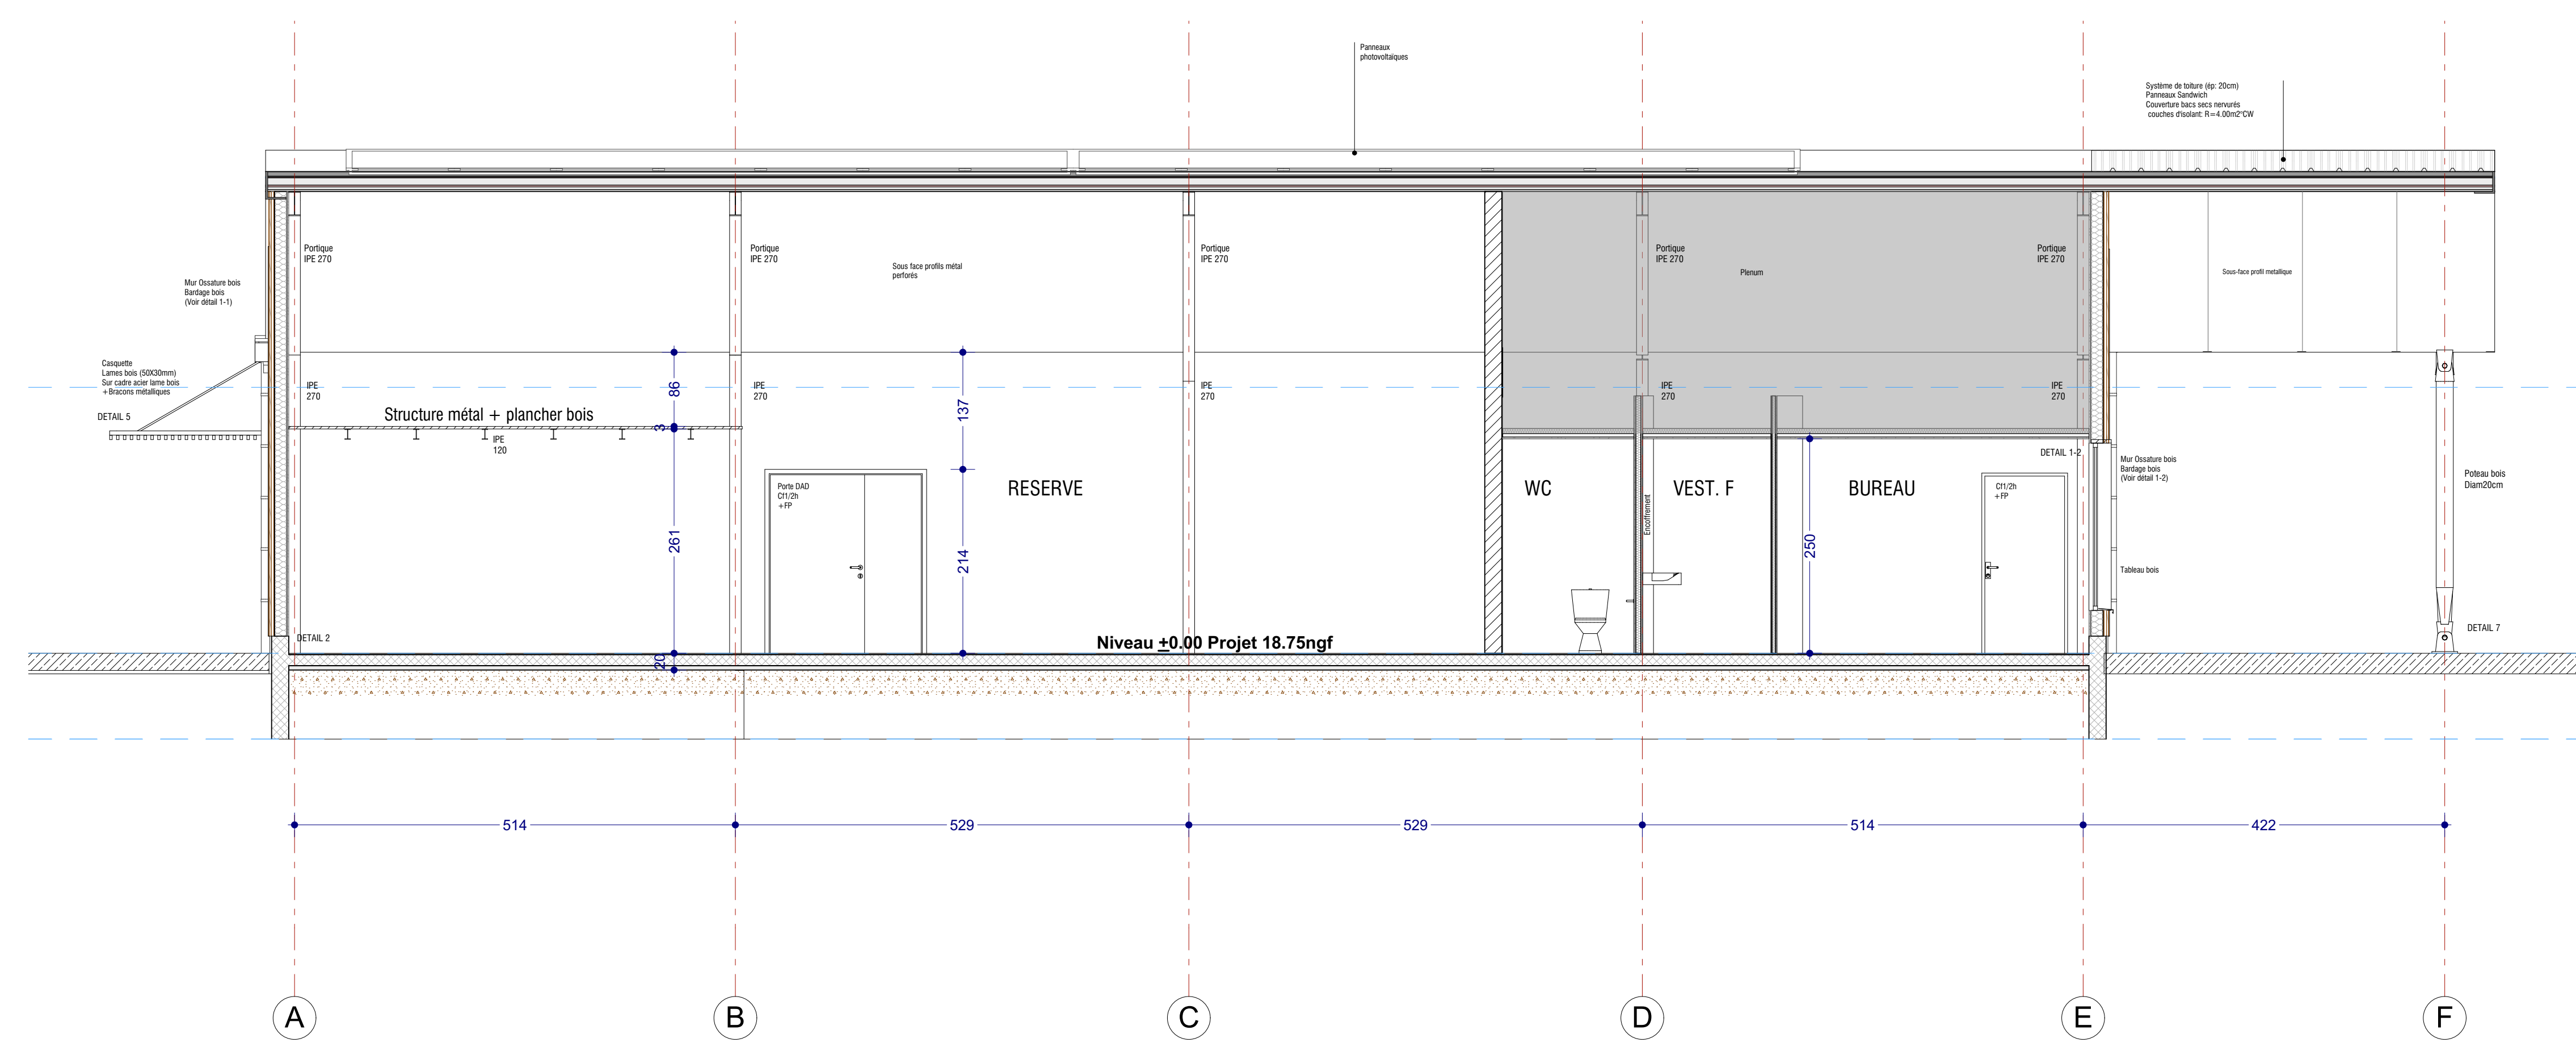 Panneaux
photovoltaïques
Système de toiture (ép: 20cm)
Panneaux Sandwich
Couverture bacs secs nervurés
couches d'isolant: R=4.00m2°CW
Portique
IPE 270
Portique
IPE 270
Sous face profils métal
perforés
Portique
IPE 270
Portique
IPE 270
Plenum
Portique
IPE 270
Sous-face profil metallique
Mur Ossature bois
Bardage bois
(Voir détail 1-1)
Casquette
Lames bois (50X30mm)
Sur cadre acier lame bois
+Bracons métalliques
DETAIL 5
IPE
270
Structure métal + plancher bois
IPE
120
86
3
261
20
IPE
270
137
214
IPE
270
IPE
270
IPE
270
Porte DAD
Cf1/2h
+FP
RESERVE
WC
Encoffrement
VEST. F
250
BUREAU
Cf1/2h
+FP
DETAIL 1-2
Mur Ossature bois
Bardage bois
(Voir détail 1-2)
Tableau bois
Poteau bois
Diam20cm
DETAIL 7
DETAIL 2
Niveau ±0.00 Projet 18.75ngf
514
529
529
514
422
A
B
C
D
E
F